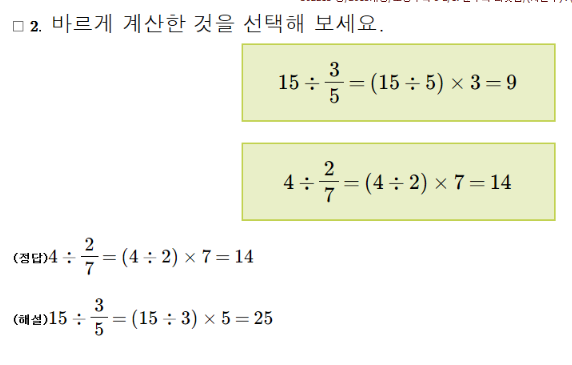 □ 2. 바르게 계산한 것을 선택해 보세요.
15 ÷ 3/5 = (15 ÷ 5) × 3 = 9
4 ÷ 2/7 = (4 ÷ 2) × 7 = 14
(정답)4 ÷ 2/7 = (4 ÷ 2) × 7 = 14
(해설)15 ÷ 3/5 = (15 ÷ 3) × 5 = 25